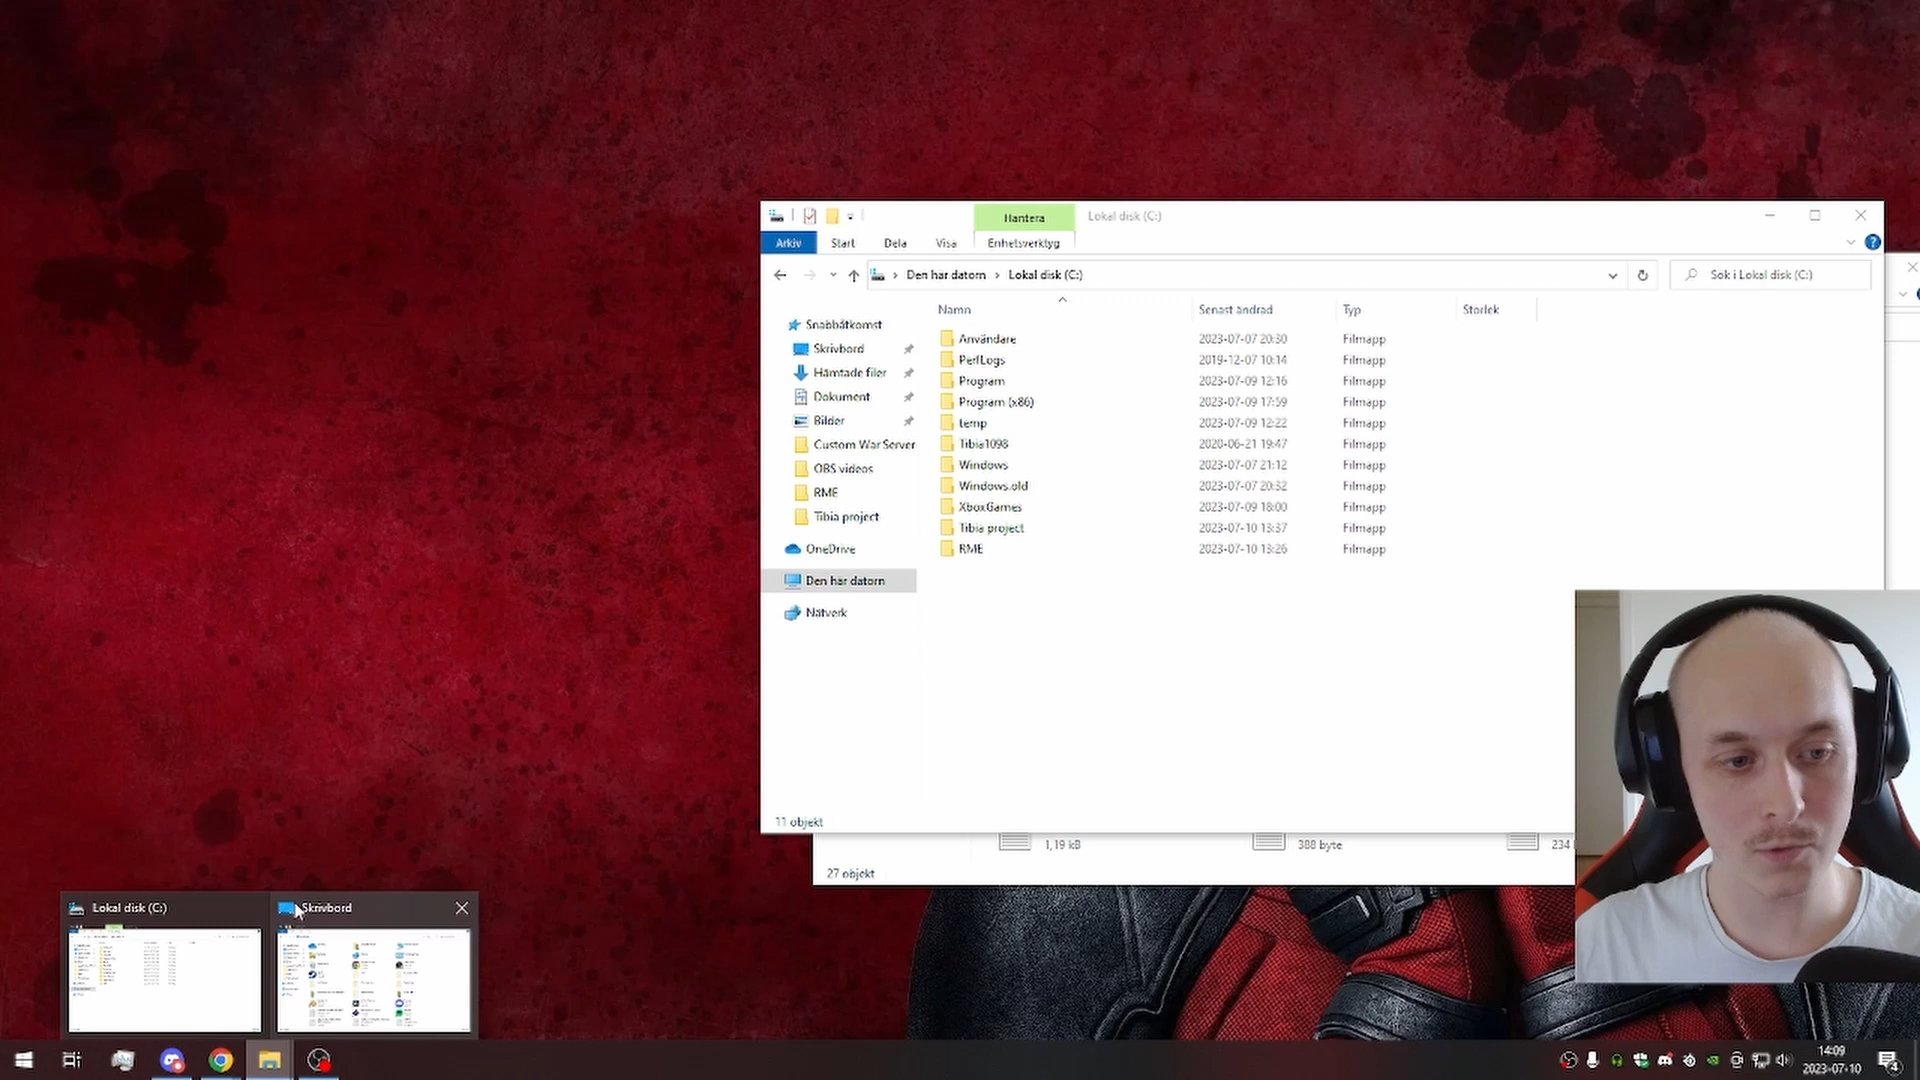 Hantera
Lokal disk (C:)
Arkiv
Start
Dela
Visa
Enhetsverktyg
Den här datorn
Lokal disk (C:)
Sök i Lokal disk (C:)
Namn
Senast ändrad
Typ
Storlek
Snabbåtkomst
Skrivbord
Hämtade filer
Dokument
Bilder
Custom War Server
OBS videos
RME
Tibia project
OneDrive
Den här datorn
Nätverk
Användare 2023-07-07 20:30 Filmapp
PerfLogs 2019-12-07 10:14 Filmapp
Program 2023-07-09 12:16 Filmapp
Program (x86) 2023-07-09 17:59 Filmapp
temp 2023-07-09 12:22 Filmapp
Tibia1098 2020-06-21 19:47 Filmapp
Windows 2023-07-07 21:12 Filmapp
Windows.old 2023-07-07 20:32 Filmapp
XboxGames 2023-07-09 18:00 Filmapp
Tibia project 2023-07-10 13:37 Filmapp
RME 2023-07-10 13:26 Filmapp
11 objekt
1,19 kB
388 byte
234
27 objekt
Lokal disk (C:)
Skrivbord
14:09
2023-07-10
4